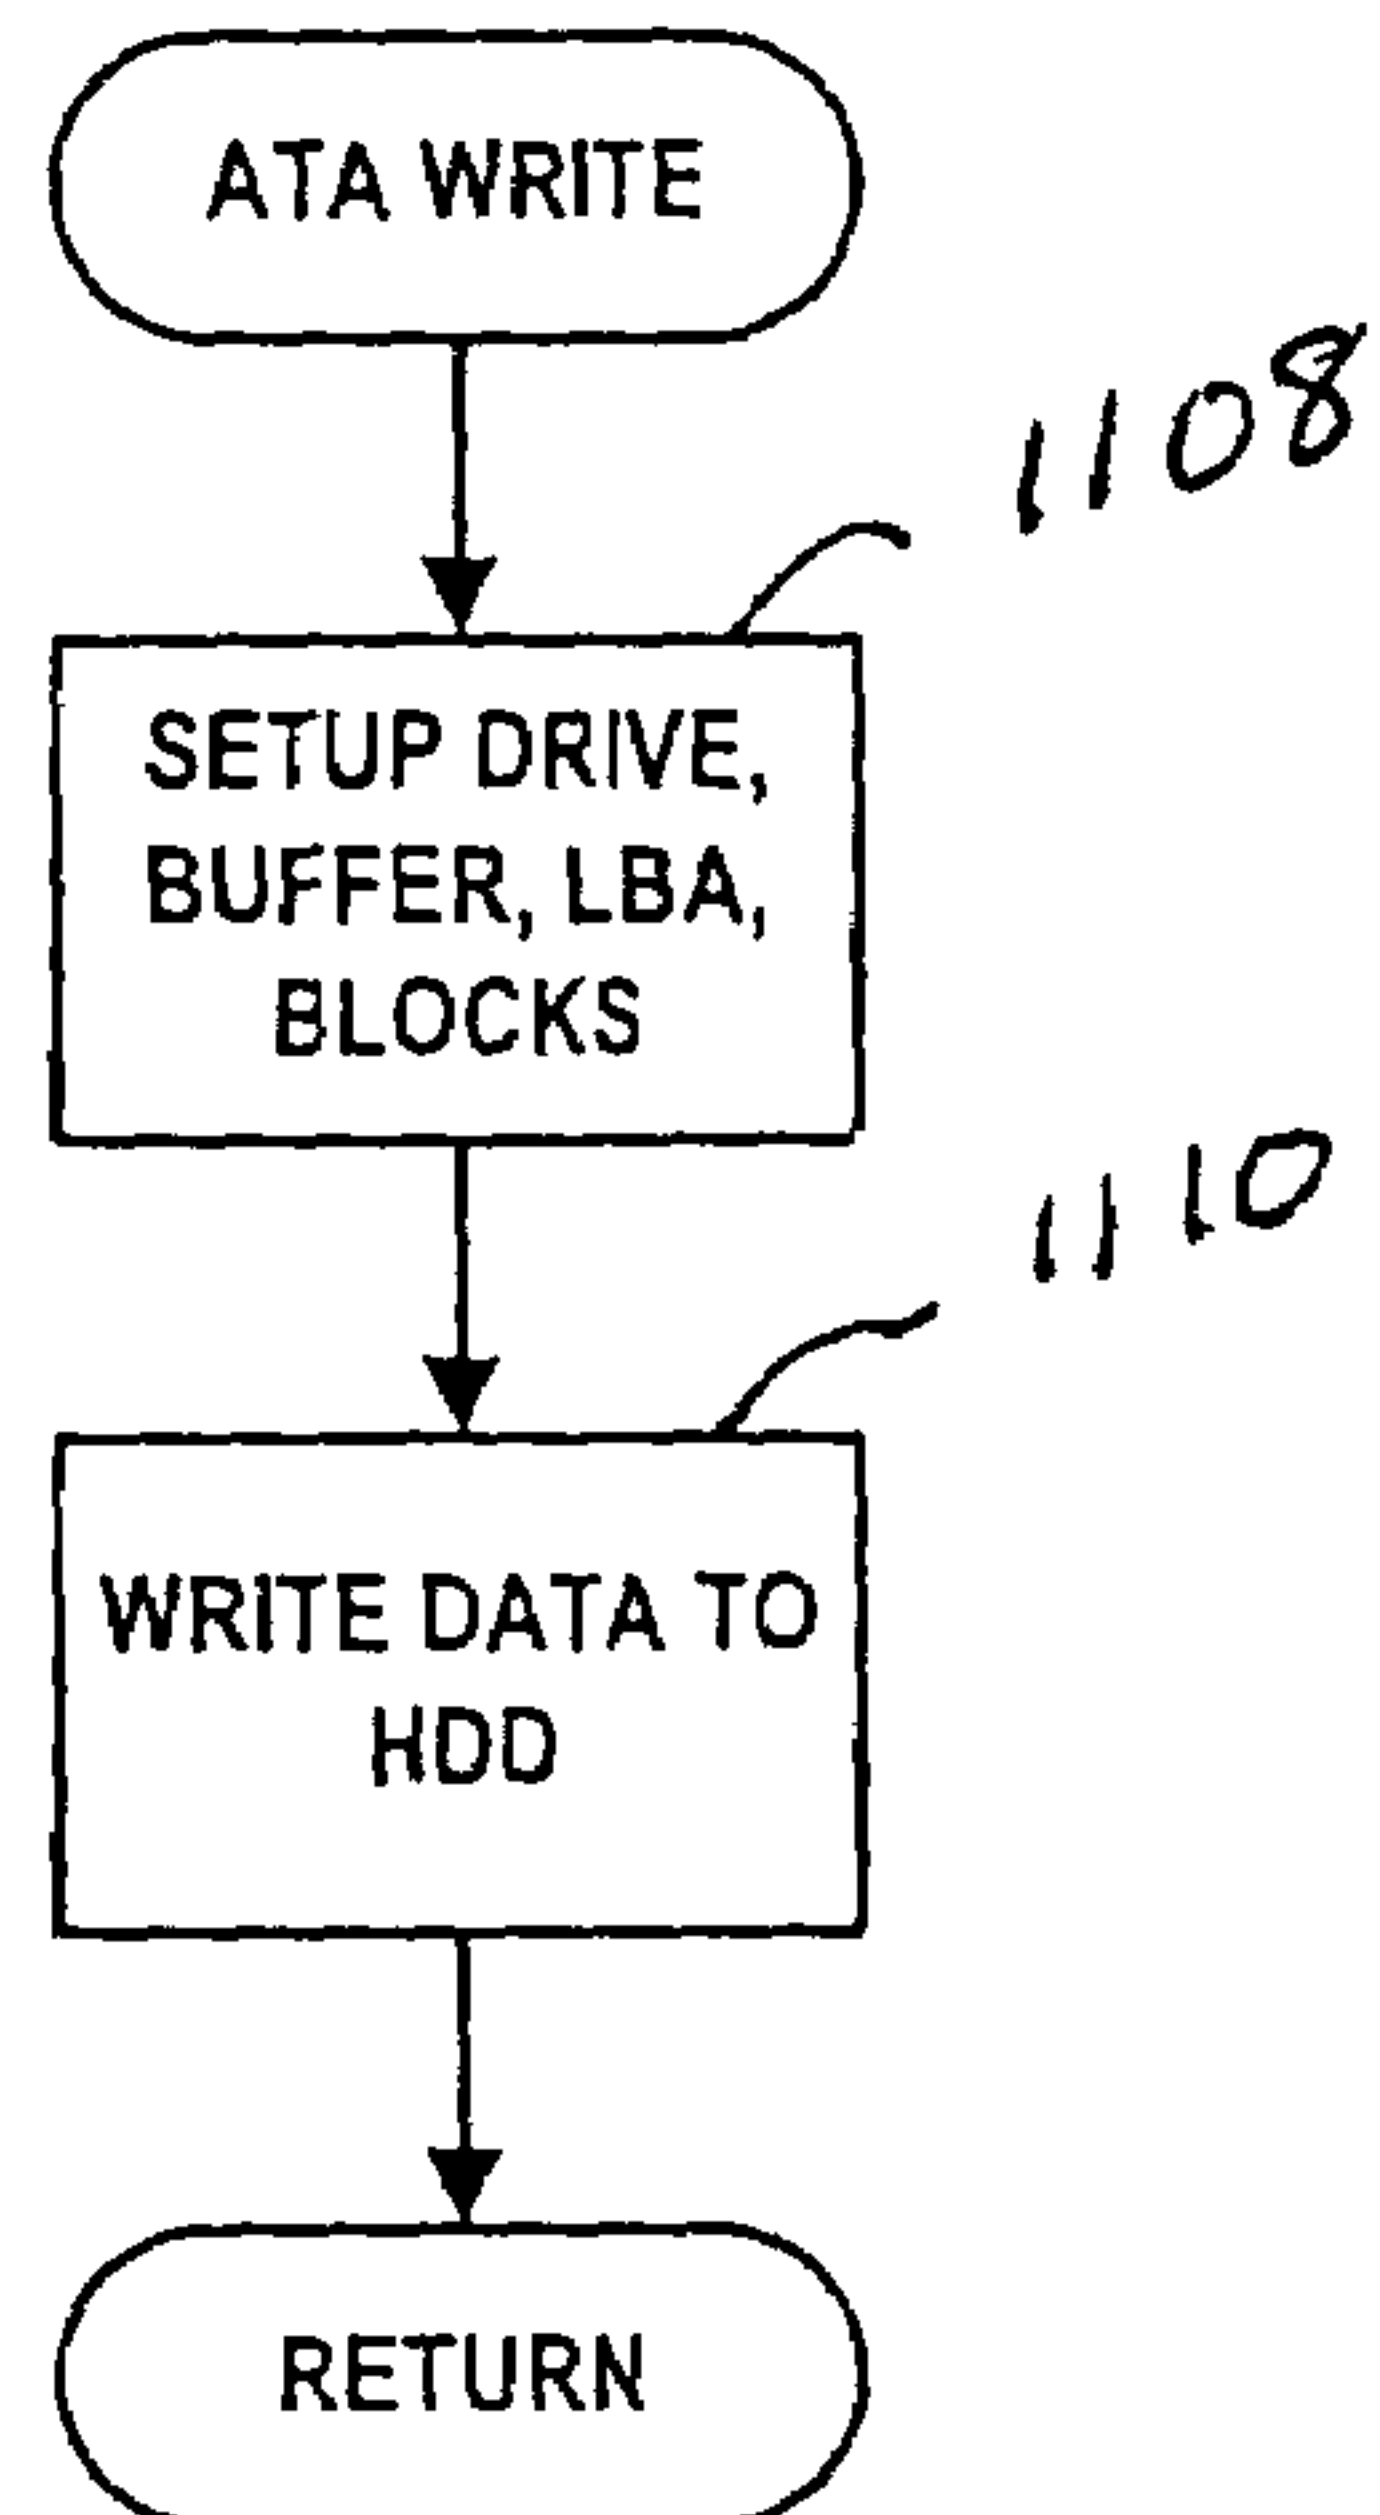 ATA WRITE
1108
SETUP DRIVE,
BUFFER, LBA,
BLOCKS
1110
WRITE DATA TO
HDD
RETURN